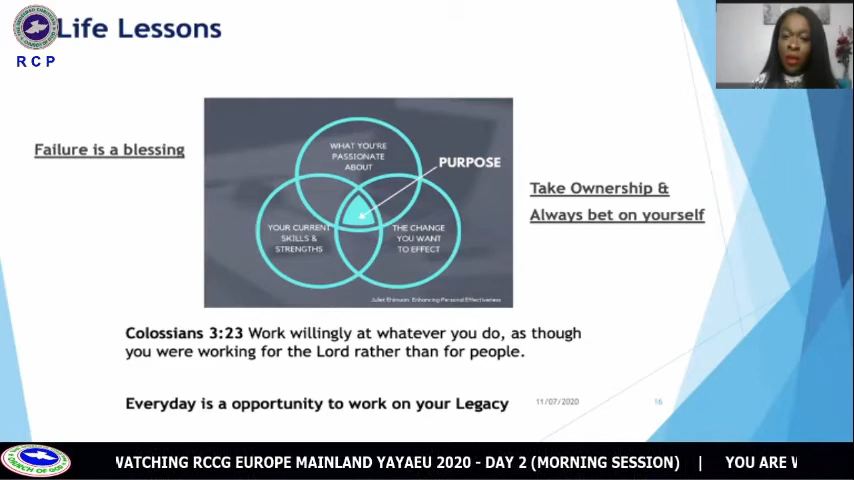 Life Lessons
RCP
Failure is a blessing
WHAT YOU'RE
PASSIONATE
ABOUT
PURPOSE
YOUR CURRENT
SKILLS &
STRENGTHS
THE CHANGE
YOU WANT
TO EFFECT
Juliet Ehimuan: Enhancing Personal Effectiveness
Take Ownership &
Always bet on yourself
Colossians 3:23 Work willingly at whatever you do, as though
you were working for the Lord rather than for people.
Everyday is a opportunity to work on your Legacy
11/07/2020
16
WATCHING RCCG EUROPE MAINLAND YAYAEU 2020 - DAY 2 (MORNING SESSION) | YOU ARE W